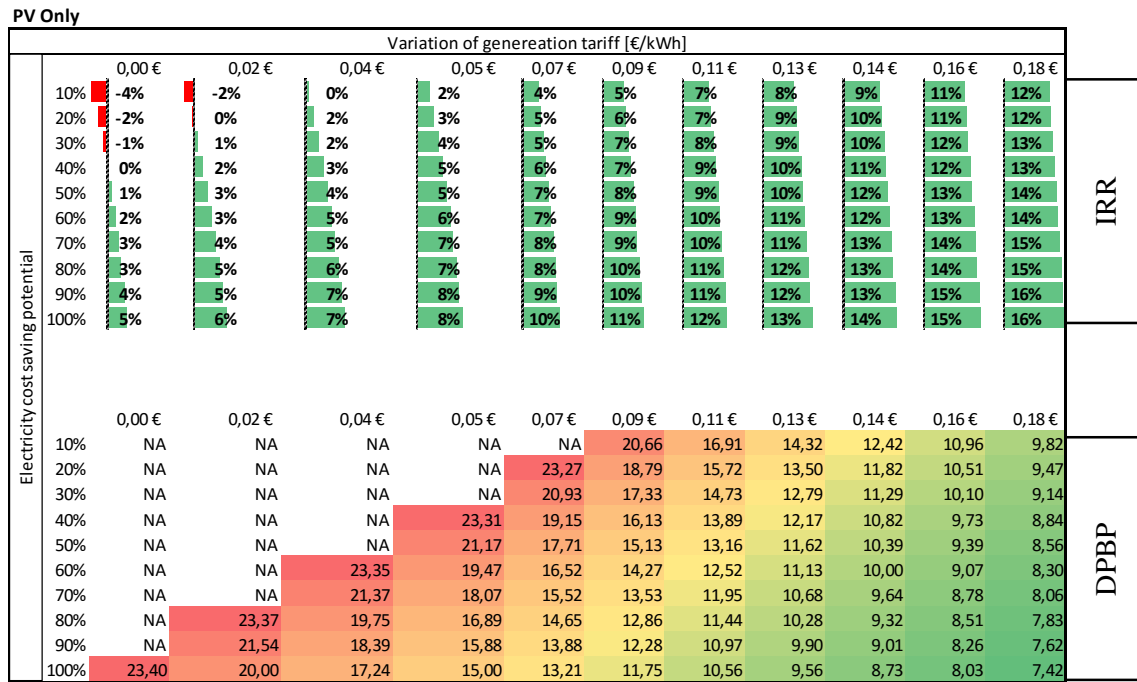 PV Only
Variation of genereation tariff [€/kWh]
0,00 € 0,02 € 0,04 € 0,05 € 0,07 € 0,09 € 0,11 € 0,13 € 0,14 € 0,16 € 0,18 €
10% -4% -2% 0% 2% 4% 5% 7% 8% 9% 11% 12%
20% -2% 0% 2% 3% 5% 6% 7% 9% 10% 11% 12%
30% -1% 1% 2% 4% 5% 7% 8% 9% 10% 12% 13%
40% 0% 2% 3% 5% 6% 7% 9% 10% 11% 12% 13%
50% 1% 3% 4% 5% 7% 8% 9% 10% 12% 13% 14%
60% 2% 3% 5% 6% 7% 9% 10% 11% 12% 13% 14%
70% 3% 4% 5% 7% 8% 9% 10% 11% 13% 14% 15%
80% 3% 5% 6% 7% 8% 10% 11% 12% 13% 14% 15%
90% 4% 5% 7% 8% 9% 10% 11% 12% 13% 15% 16%
100% 5% 6% 7% 8% 10% 11% 12% 13% 14% 15% 16%
IRR
Electricity cost saving potential
0,00 € 0,02 € 0,04 € 0,05 € 0,07 € 0,09 € 0,11 € 0,13 € 0,14 € 0,16 € 0,18 €
10% NA NA NA NA NA 20,66 16,91 14,32 12,42 10,96 9,82
20% NA NA NA NA 23,27 18,79 15,72 13,50 11,82 10,51 9,47
30% NA NA NA NA 20,93 17,33 14,73 12,79 11,29 10,10 9,14
40% NA NA NA 23,31 19,15 16,13 13,89 12,17 10,82 9,73 8,84
50% NA NA NA 21,17 17,71 15,13 13,16 11,62 10,39 9,39 8,56
60% NA NA 23,35 19,47 16,52 14,27 12,52 11,13 10,00 9,07 8,30
70% NA NA 21,37 18,07 15,52 13,53 11,95 10,68 9,64 8,78 8,06
80% NA 23,37 19,75 16,89 14,65 12,86 11,44 10,28 9,32 8,51 7,83
90% NA 21,54 18,39 15,88 13,88 12,28 10,97 9,90 9,01 8,26 7,62
100% 23,40 20,00 17,24 15,00 13,21 11,75 10,56 9,56 8,73 8,03 7,42
DPBP